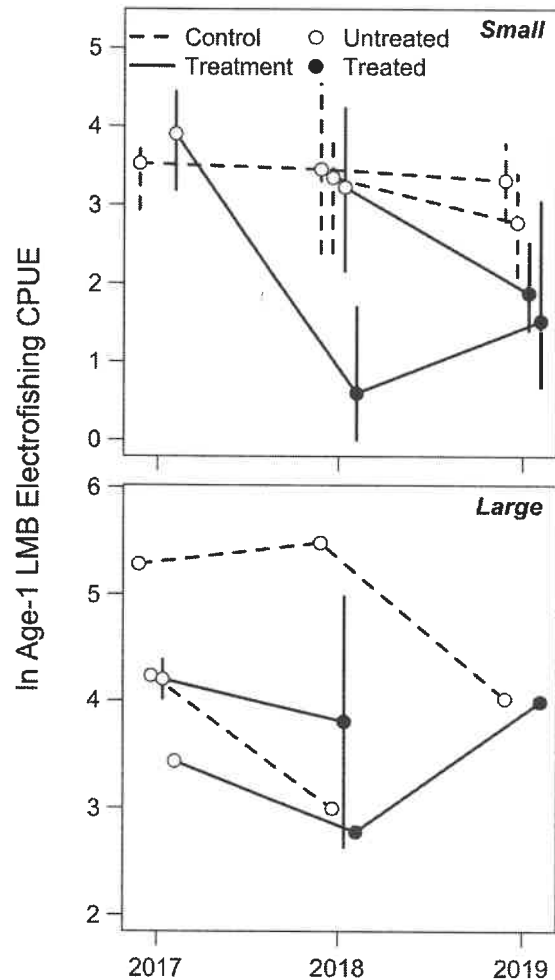 Small
Control Untreated
Treatment Treated
5
4
3
2
1
0
ln Age-1 LMB Electrofishing CPUE
Large
6
5
4
3
2
2017 2018 2019